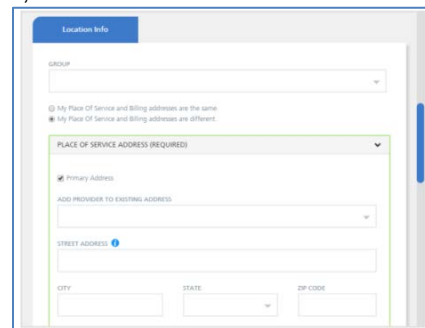 Location Info
GROUP
My Place Of Service and Billing addresses are the same.
My Place Of Service and Billing addresses are different.
PLACE OF SERVICE ADDRESS (REQUIRED)
Primary Address
ADD PROVIDER TO EXISTING ADDRESS
STREET ADDRESS i
CITY STATE ZIP CODE